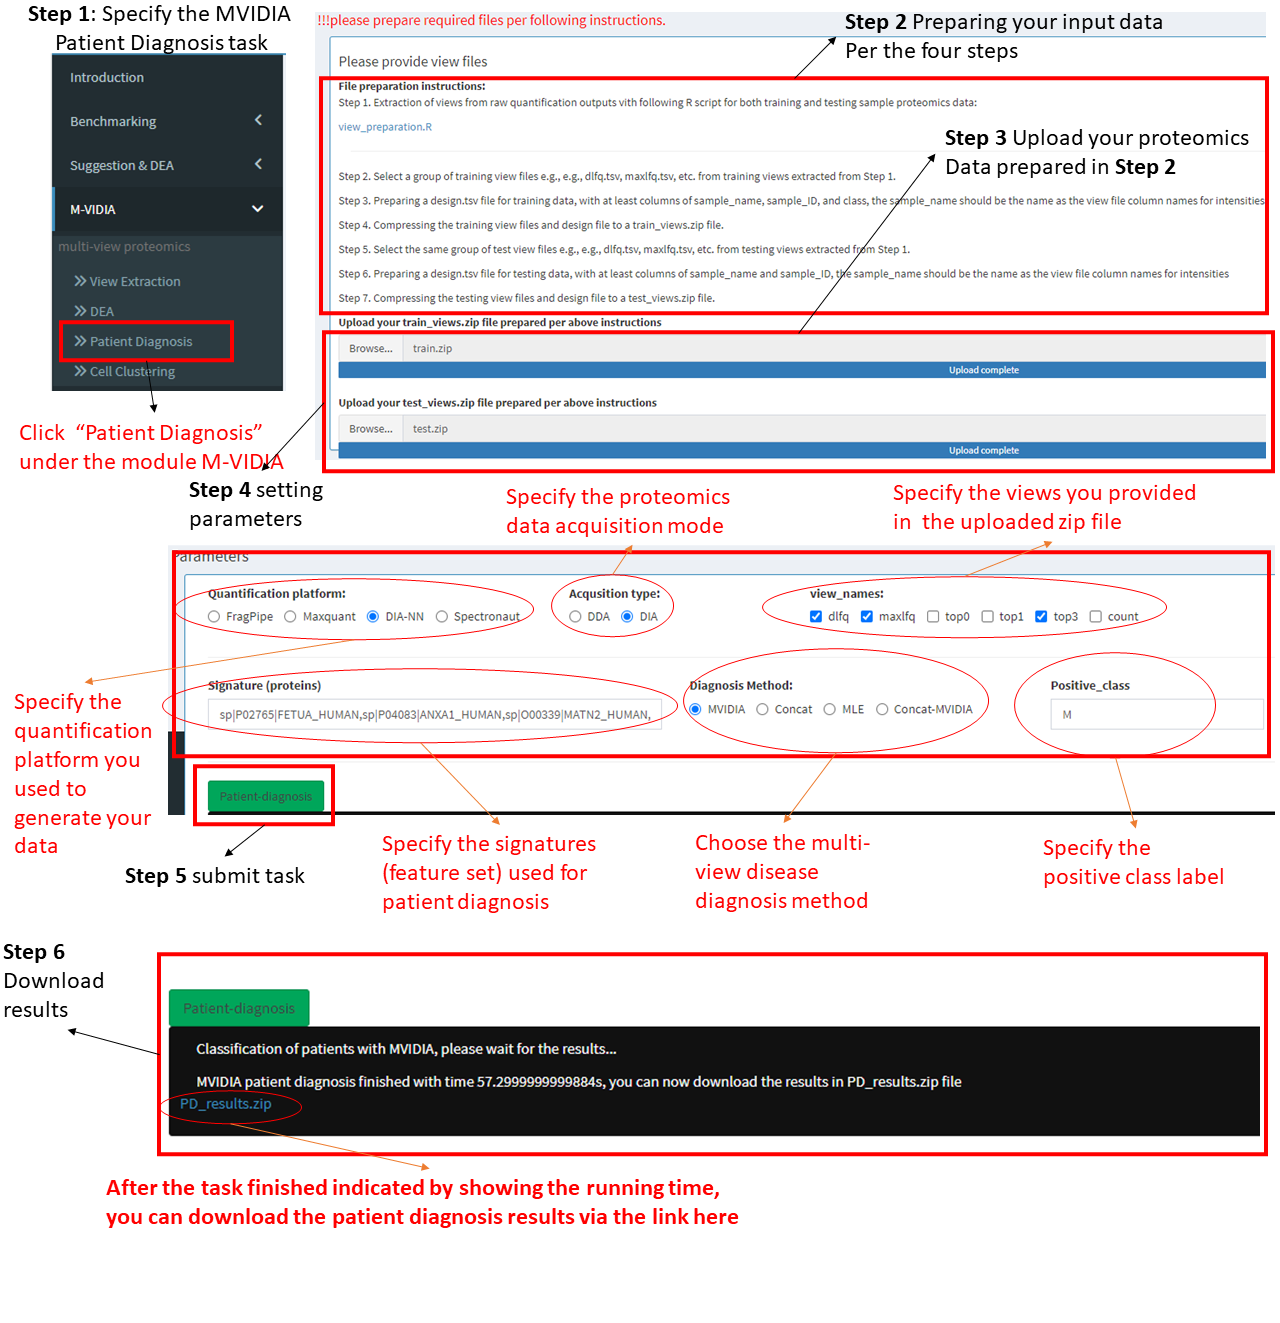 Step 1: Specify the MVIDIA
Patient Diagnosis task
Introduction
Benchmarking
Suggestion & DEA
M-VIDIA
multi-view proteomics
View Extraction
DEA
Patient Diagnosis
Cell Clustering
Click “Patient Diagnosis”
under the module M-VIDIA
!!!please prepare required files per following instructions.
Step 2 Preparing your input data
Per the four steps
Please provide view files
File preparation instructions:
Step 1. Extraction of views from raw quantification outputs vith following R script for both training and testing sample proteomics data:
view_preparation.R
Step 3 Upload your proteomics
Data prepared in Step 2
Step 2. Select a group of training view files e.g., e.g., dlfq.tsv, maxlfq.tsv, etc. from training views extracted from Step 1.
Step 3. Preparing a design.tsv file for training data, with at least columns of sample_name, sample_ID, and class, the sample_name should be the name as the view file column names for intensities
Step 4. Compressing the training view files and design file to a train_views.zip file.
Step 5. Select the same group of test view files e.g., e.g., dlfq.tsv, maxlfq.tsv, etc. from testing views extracted from Step 1.
Step 6. Preparing a design.tsv file for testing data, with at least columns of sample_name and sample_ID, the sample_name should be the name as the view file column names for intensities
Step 7. Compressing the testing view files and design file to a test_views.zip file.
Upload your train_views.zip file prepared per above instructions
Browse... train.zip
Upload complete
Upload your test_views.zip file prepared per above instructions
Browse... test.zip
Upload complete
Step 4 setting
parameters
Specify the proteomics
data acquisition mode
Specify the views you provided
in the uploaded zip file
Parameters
Quantification platform:
FragPipe Maxquant DIA-NN Spectronaut
Acqusition type:
DDA DIA
view_names:
dlfq maxlfq top0 top1 top3 count
Signature (proteins)
sp|P02765|FETUA_HUMAN,sp|P04083|ANXA1_HUMAN,sp|O00339|MATN2_HUMAN,
Diagnosis Method:
MVIDIA Concat MLE Concat-MVIDIA
Positive_class
M
Specify the
quantification
platform you
used to
generate your
data
Patient-diagnosis
Step 5 submit task
Specify the signatures
(feature set) used for
patient diagnosis
Choose the multi-
view disease
diagnosis method
Specify the
positive class label
Step 6
Download
results
Patient-diagnosis
Classification of patients with MVIDIA, please wait for the results...
MVIDIA patient diagnosis finished with time 57.2999999999884s, you can now download the results in PD_results.zip file
PD_results.zip
After the task finished indicated by showing the running time,
you can download the patient diagnosis results via the link here